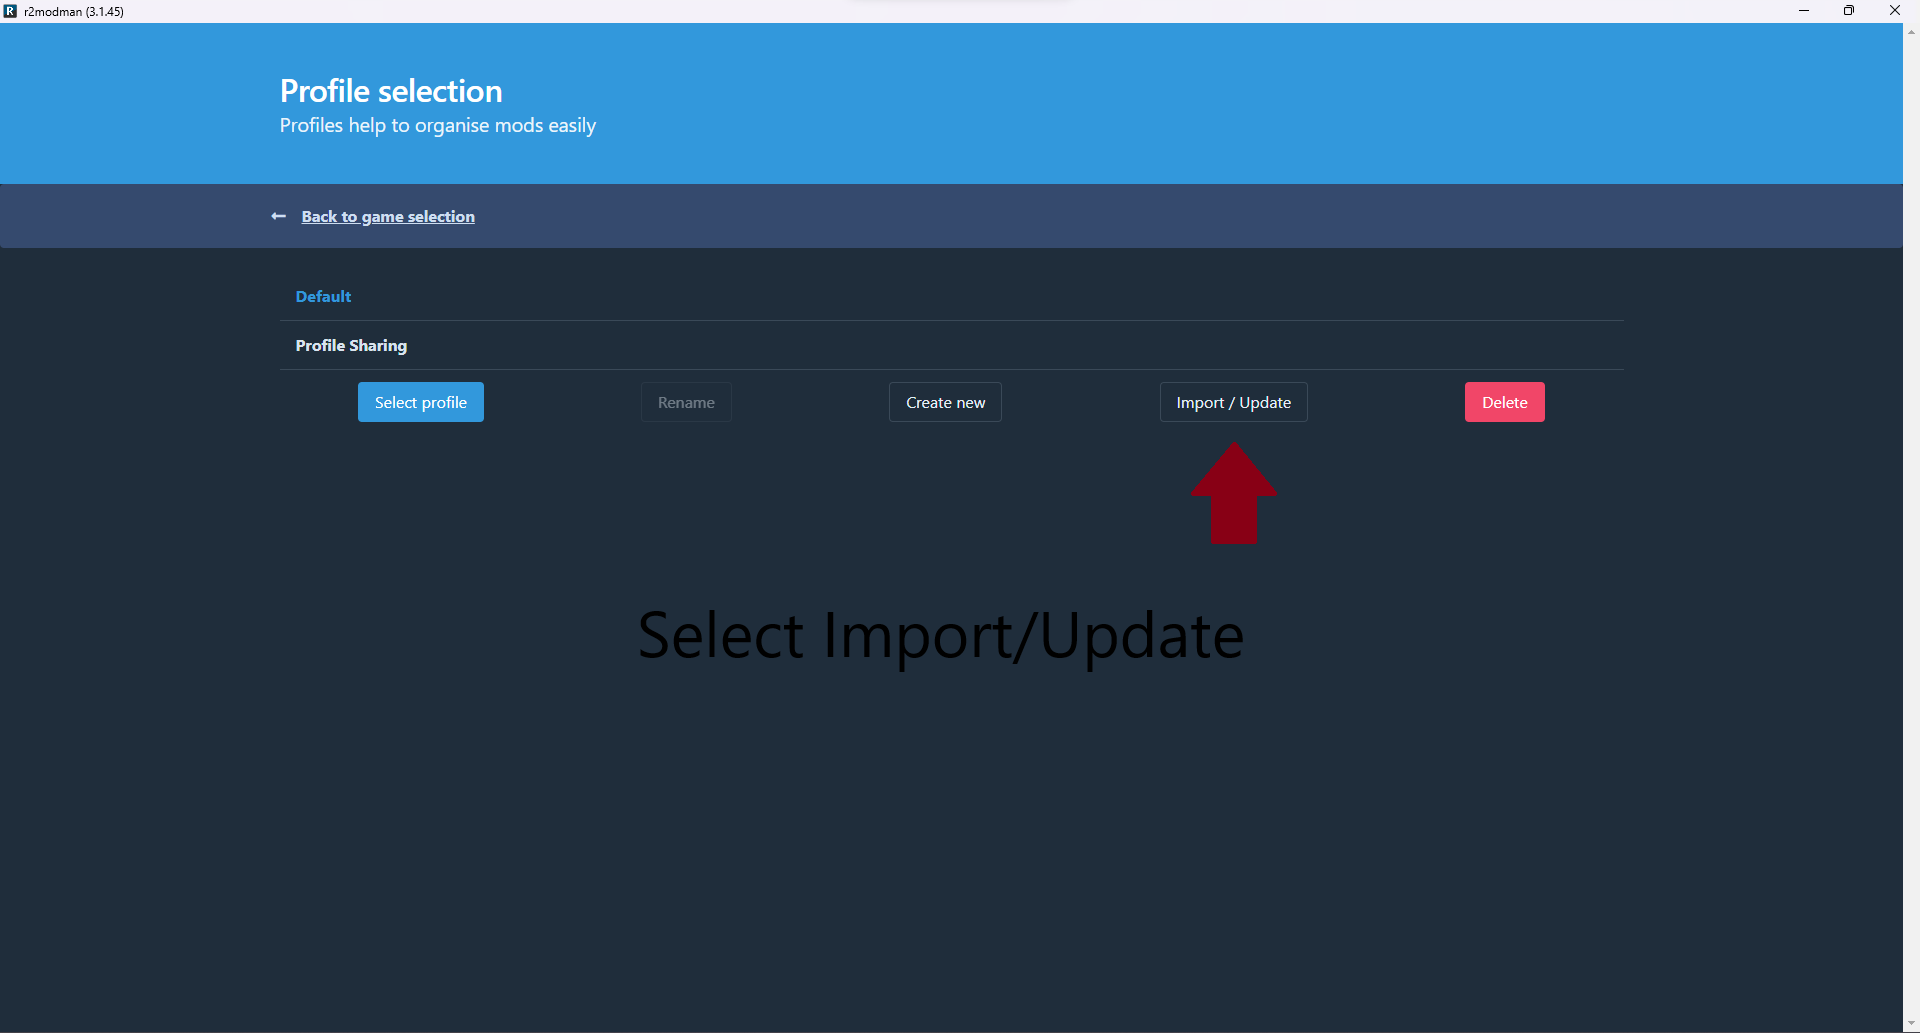 r2modman (3.1.45)
Profile selection
Profiles help to organise mods easily
Back to game selection
Default
Profile Sharing
Select profile
Rename
Create new
Import / Update
Delete
Select Import/Update